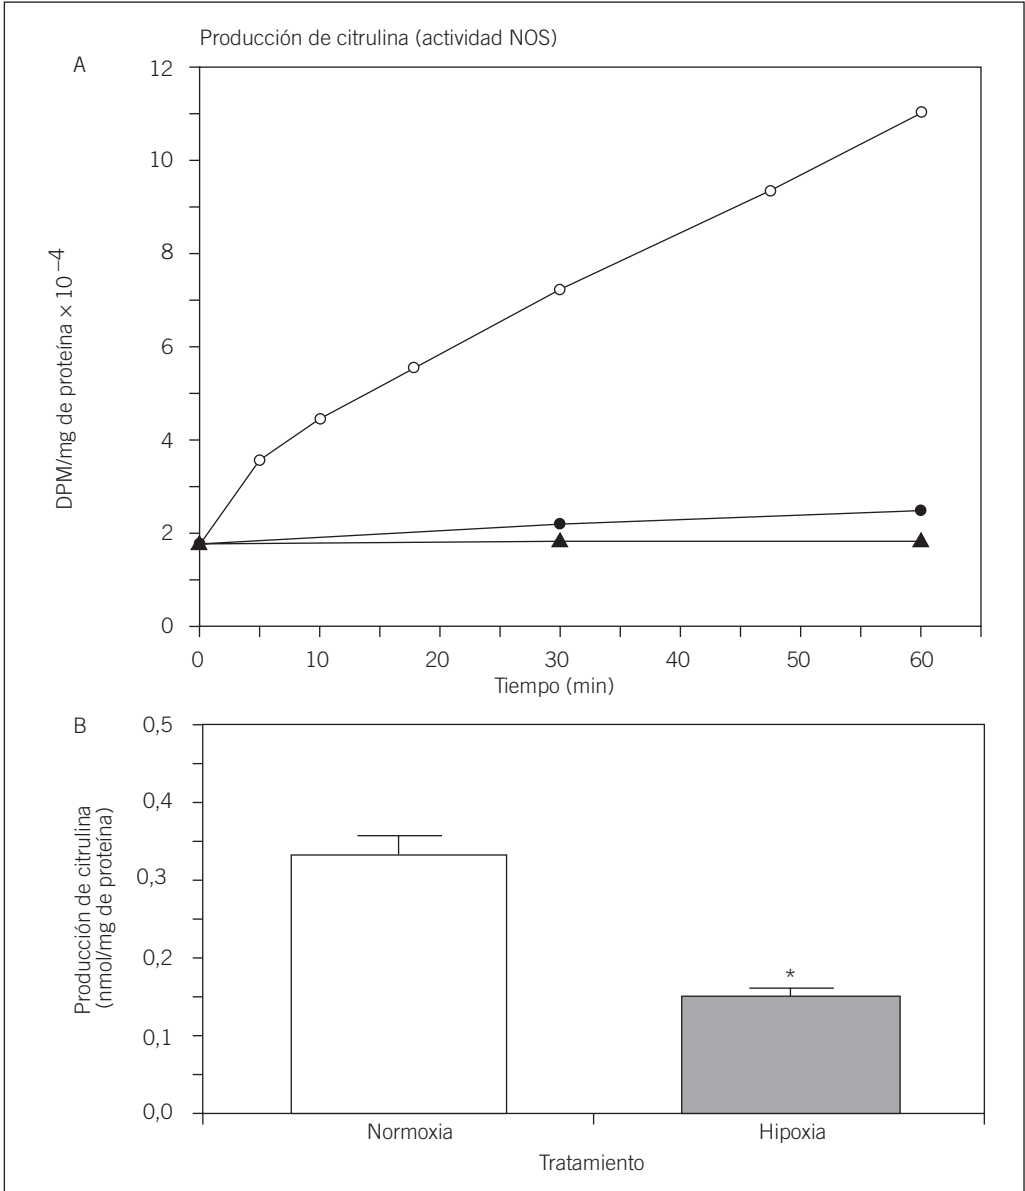 Producción de citrulina (actividad NOS)
A
12
10
8
6
4
2
0
DPM/mg de proteína × 10⁻⁴
0 10 20 30 40 50 60
Tiempo (min)
B
0,5
0,4
0,3
0,2
0,1
0,0
Producción de citrulina
(nmol/mg de proteína)
*
Normoxia Hipoxia
Tratamiento